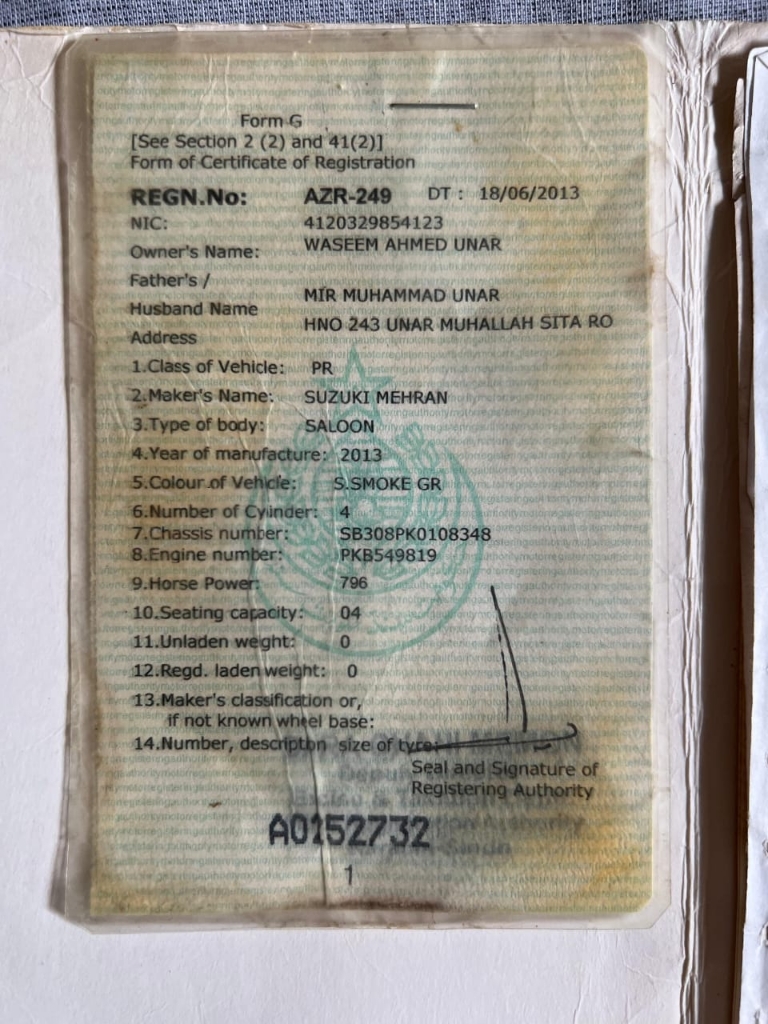 Form G
[See Section 2 (2) and 41(2)]
Form of Certificate of Registration
REGN.No: AZR-249 DT : 18/06/2013
NIC: 4120329854123
Owner's Name: WASEEM AHMED UNAR
Father's /
Husband Name MIR MUHAMMAD UNAR
Address HNO 243 UNAR MUHALLAH SITA RO
1.Class of Vehicle: PR
2.Maker's Name: SUZUKI MEHRAN
3.Type of body: SALOON
4.Year of manufacture: 2013
5.Colour of Vehicle: S.SMOKE GR
6.Number of Cylinder: 4
7.Chassis number: SB308PK0108348
8.Engine number: PKB549819
9.Horse Power: 796
10.Seating capacity: 04
11.Unladen weight: 0
12.Regd. laden weight: 0
13.Maker's classification or,
if not known wheel base:
14.Number, descripton size of tyre:
Seal and Signature of
Registering Authority
A0152732
1